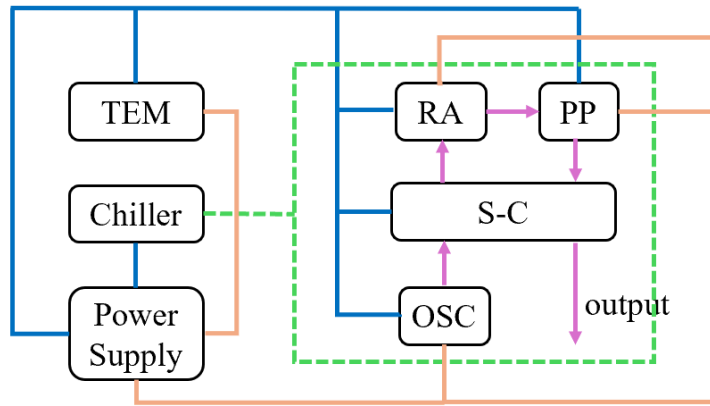 TEM
RA
PP
Chiller
S-C
Power
Supply
OSC
output